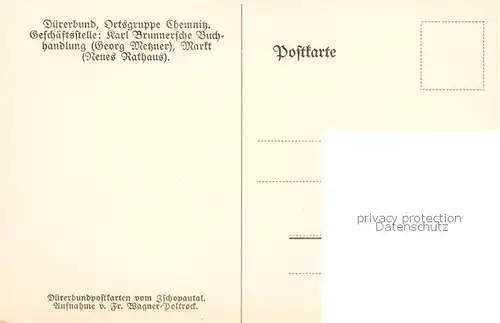 Dürerbund, Ortsgruppe Chemnitz.
Geschäftsstelle: Karl Brunnersche Buch-
handlung (Georg Metzner), Markt
(Neues Rathaus).
Postkarte
privacy protection
Datenschutz
Dürerbundpostkarten vom Zschopautal.
Aufnahme v. Fr. Wagner-Poltrock.